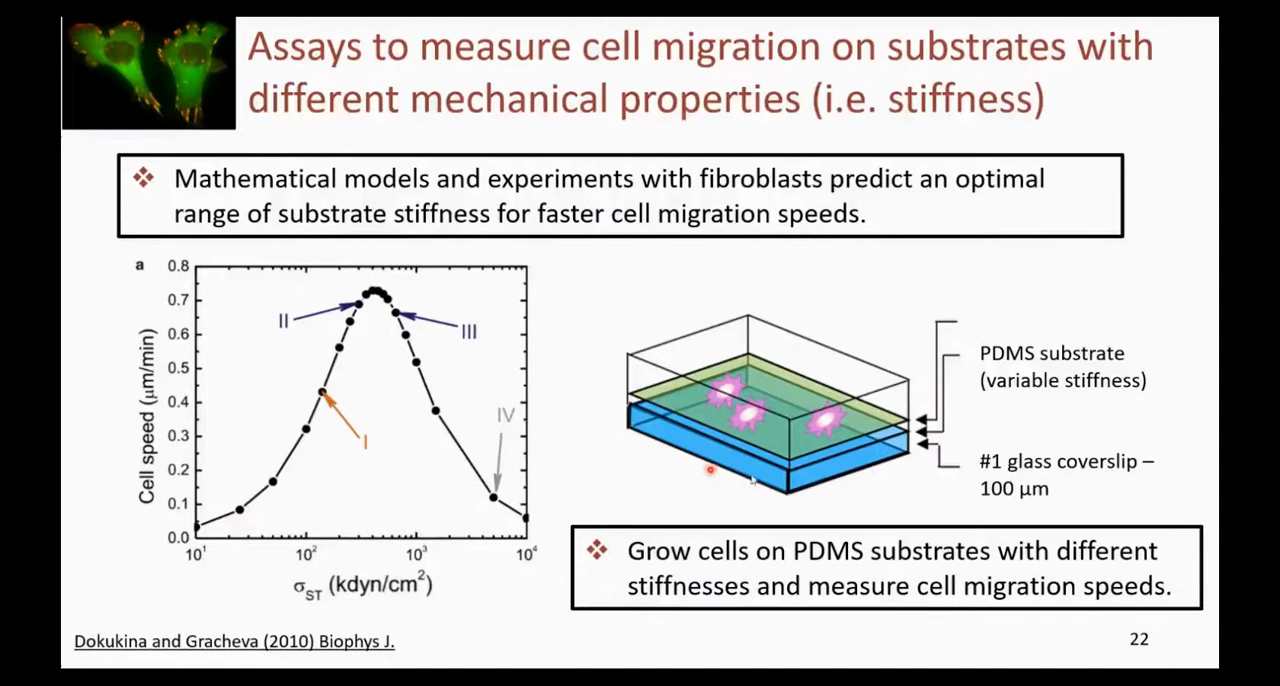 Assays to measure cell migration on substrates with
different mechanical properties (i.e. stiffness)
❖ Mathematical models and experiments with fibroblasts predict an optimal
range of substrate stiffness for faster cell migration speeds.
a
0.8
0.7
0.6
0.5
0.4
0.3
0.2
0.1
0.0
Cell speed (μm/min)
II
III
I
IV
10¹ 10² 10³ 10⁴
σ_ST (kdyn/cm²)
PDMS substrate
(variable stiffness)
#1 glass coverslip –
100 μm
❖ Grow cells on PDMS substrates with different
stiffnesses and measure cell migration speeds.
Dokukina and Gracheva (2010) Biophys J.
22